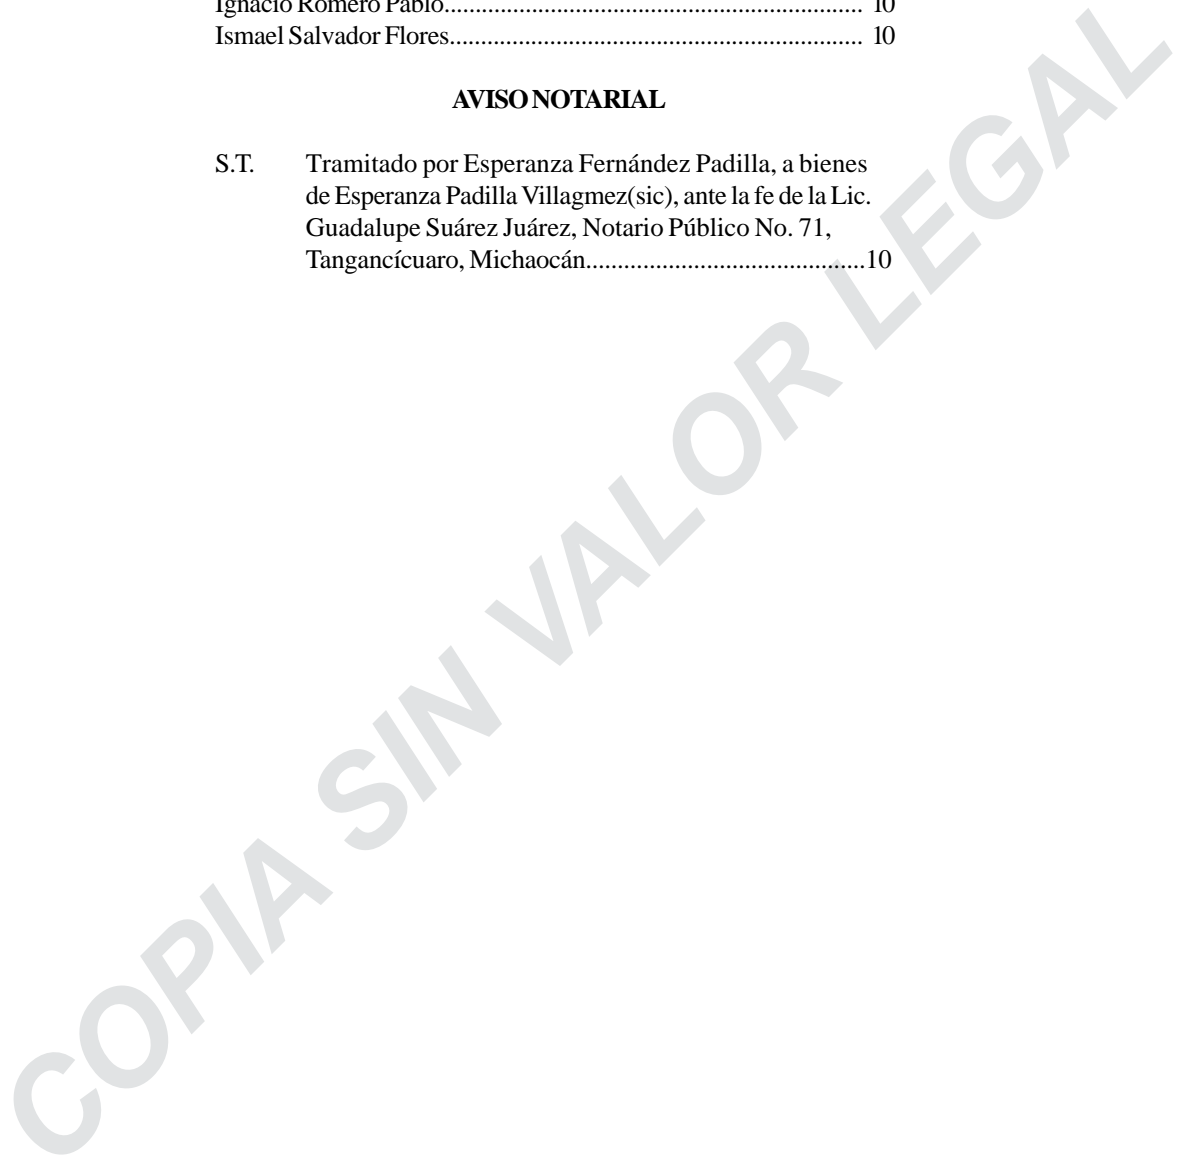 Ignacio Romero Pablo.................................................................. 10
Ismael Salvador Flores................................................................. 10
AVISO NOTARIAL
S.T. Tramitado por Esperanza Fernández Padilla, a bienes
de Esperanza Padilla Villagmez(sic), ante la fe de la Lic.
Guadalupe Suárez Juárez, Notario Público No. 71,
Tangancícuaro, Michaocán............................................10
COPIA SIN VALOR LEGAL